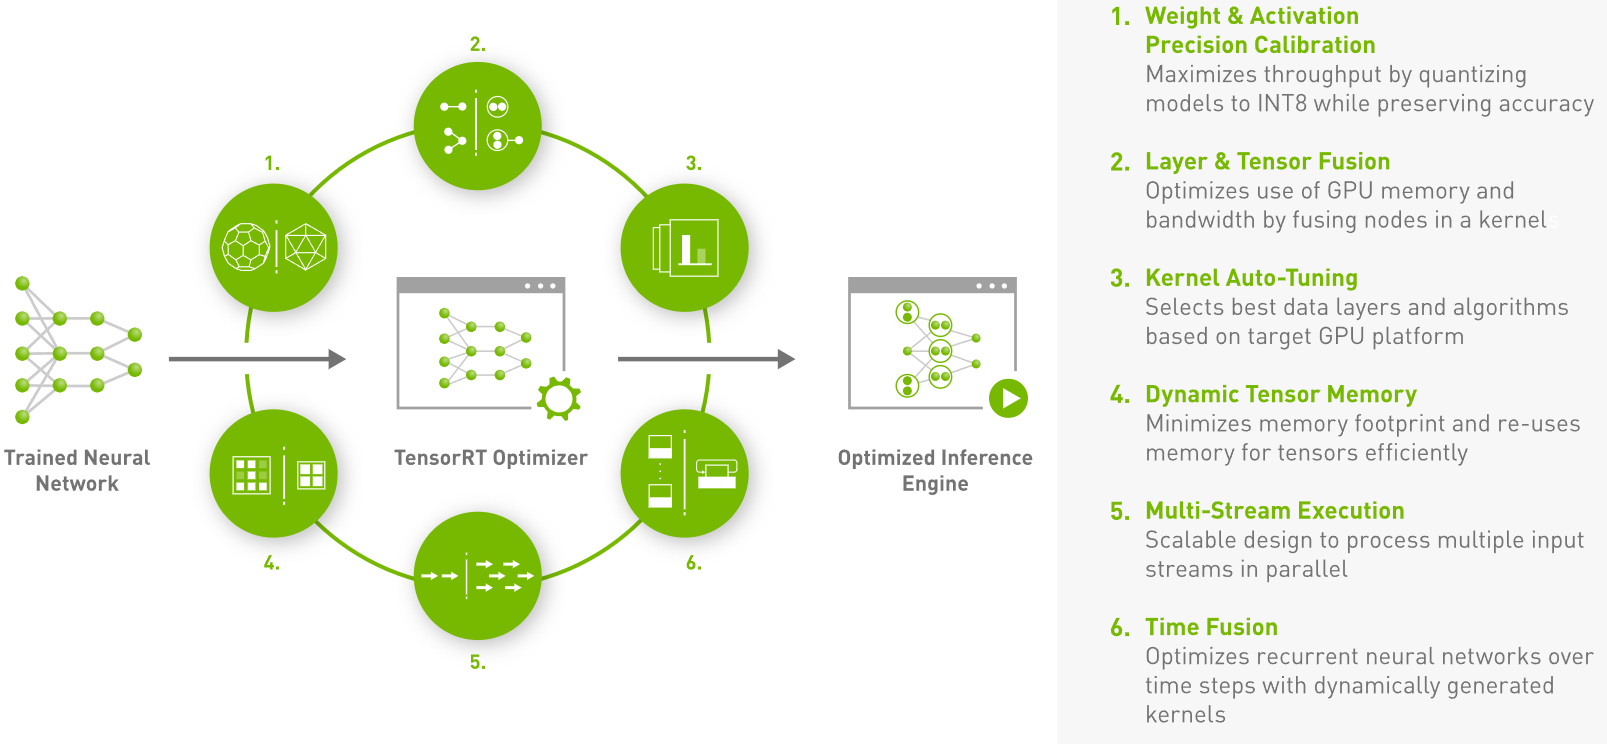 2.
1.
3.
Trained Neural
Network
TensorRT Optimizer
Optimized Inference
Engine
4.
6.
5.
1. Weight & Activation
Precision Calibration
Maximizes throughput by quantizing
models to INT8 while preserving accuracy
2. Layer & Tensor Fusion
Optimizes use of GPU memory and
bandwidth by fusing nodes in a kernels
3. Kernel Auto-Tuning
Selects best data layers and algorithms
based on target GPU platform
4. Dynamic Tensor Memory
Minimizes memory footprint and re-uses
memory for tensors efficiently
5. Multi-Stream Execution
Scalable design to process multiple input
streams in parallel
6. Time Fusion
Optimizes recurrent neural networks over
time steps with dynamically generated
kernels